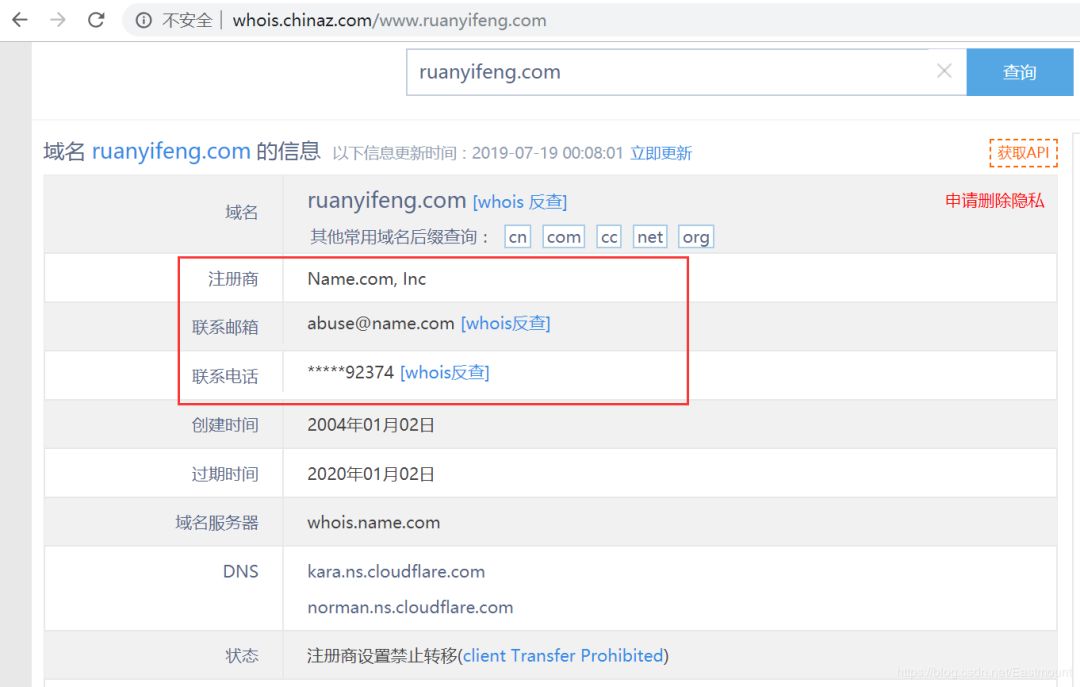 不安全 | whois.chinaz.com/www.ruanyifeng.com
ruanyifeng.com 查询
域名 ruanyifeng.com 的信息 以下信息更新时间：2019-07-19 00:08:01 立即更新 获取API
域名 ruanyifeng.com [whois 反查] 申请删除隐私
其他常用域名后缀查询： cn com cc net org
注册商 Name.com, Inc
联系邮箱 abuse@name.com [whois反查]
联系电话 *****92374 [whois反查]
创建时间 2004年01月02日
过期时间 2020年01月02日
域名服务器 whois.name.com
DNS kara.ns.cloudflare.com
norman.ns.cloudflare.com
状态 注册商设置禁止转移(client Transfer Prohibited)
https://blog.csdn.net/Eastmount